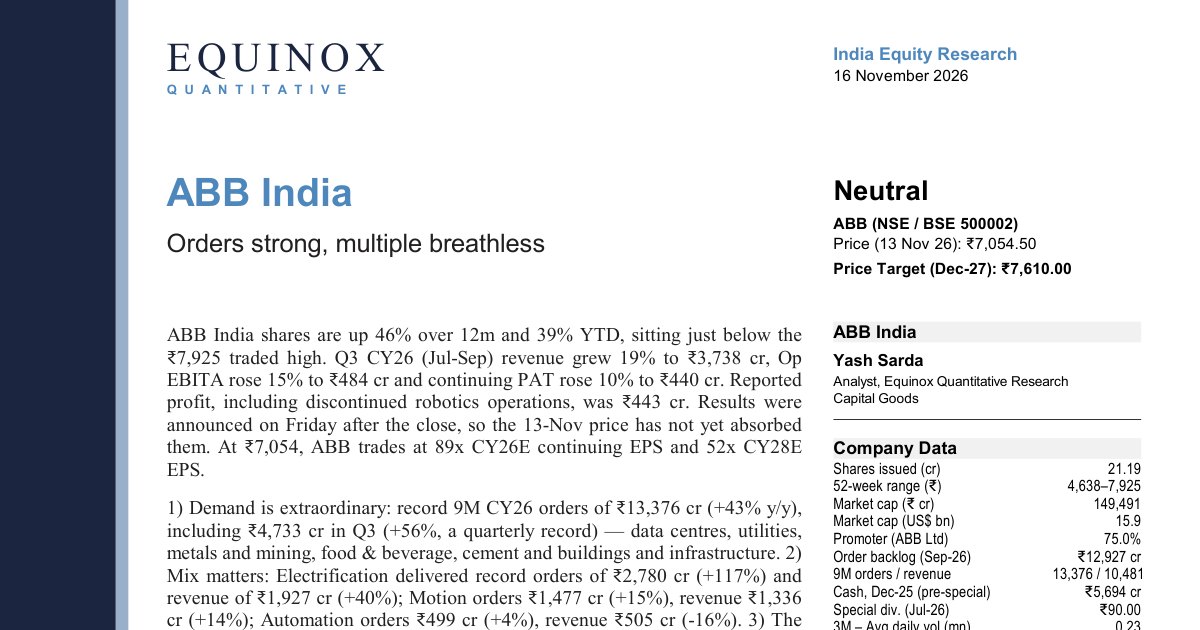 EQUINOX
QUANTITATIVE
India Equity Research
16 November 2026
ABB India
Orders strong, multiple breathless
Neutral
ABB (NSE / BSE 500002)
Price (13 Nov 26): ₹7,054.50
Price Target (Dec-27): ₹7,610.00
ABB India shares are up 46% over 12m and 39% YTD, sitting just below the
₹7,925 traded high. Q3 CY26 (Jul-Sep) revenue grew 19% to ₹3,738 cr, Op
EBITA rose 15% to ₹484 cr and continuing PAT rose 10% to ₹440 cr. Reported
profit, including discontinued robotics operations, was ₹443 cr. Results were
announced on Friday after the close, so the 13-Nov price has not yet absorbed
them. At ₹7,054, ABB trades at 89x CY26E continuing EPS and 52x CY28E
EPS.
1) Demand is extraordinary: record 9M CY26 orders of ₹13,376 cr (+43% y/y),
including ₹4,733 cr in Q3 (+56%, a quarterly record) — data centres, utilities,
metals and mining, food & beverage, cement and buildings and infrastructure. 2)
Mix matters: Electrification delivered record orders of ₹2,780 cr (+117%) and
revenue of ₹1,927 cr (+40%); Motion orders ₹1,477 cr (+15%), revenue ₹1,336
cr (+14%); Automation orders ₹499 cr (+4%), revenue ₹505 cr (-16%). 3) The
ABB India
Yash Sarda
Analyst, Equinox Quantitative Research
Capital Goods
Company Data
Shares issued (cr) 21.19
52-week range (₹) 4,638–7,925
Market cap (₹ cr) 149,491
Market cap (US$ bn) 15.9
Promoter (ABB Ltd) 75.0%
Order backlog (Sep-26) ₹12,927 cr
9M orders / revenue 13,376 / 10,481
Cash, Dec-25 (pre-special) ₹5,694 cr
Special div. (Jul-26) ₹90.00
3M – Avg daily vol (mn) 0.23